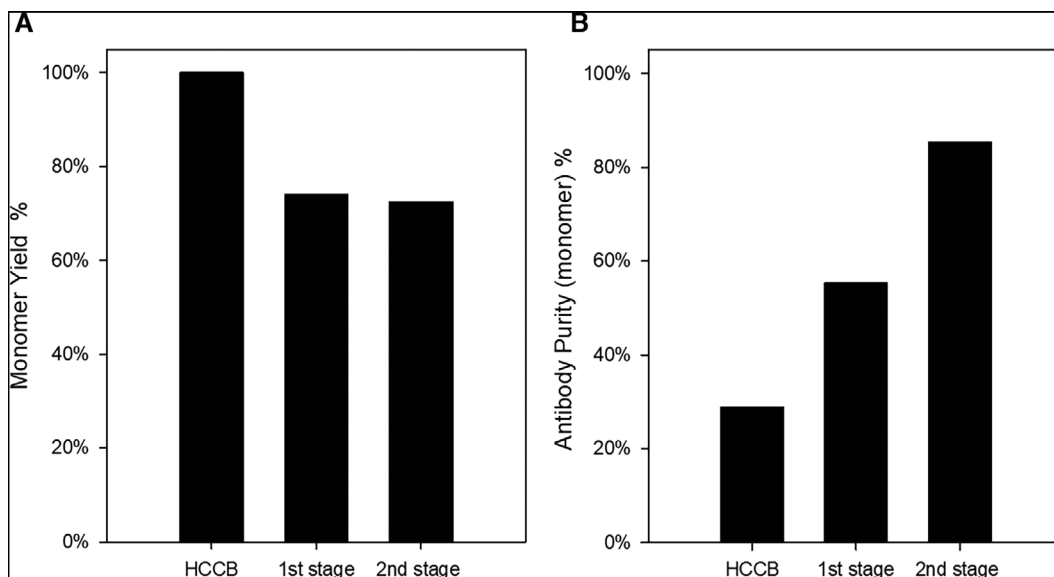 A
Monomer Yield %
100%
80%
60%
40%
20%
0%
HCCB 1st stage 2nd stage
B
Antibody Purity (monomer) %
100%
80%
60%
40%
20%
0%
HCCB 1st stage 2nd stage